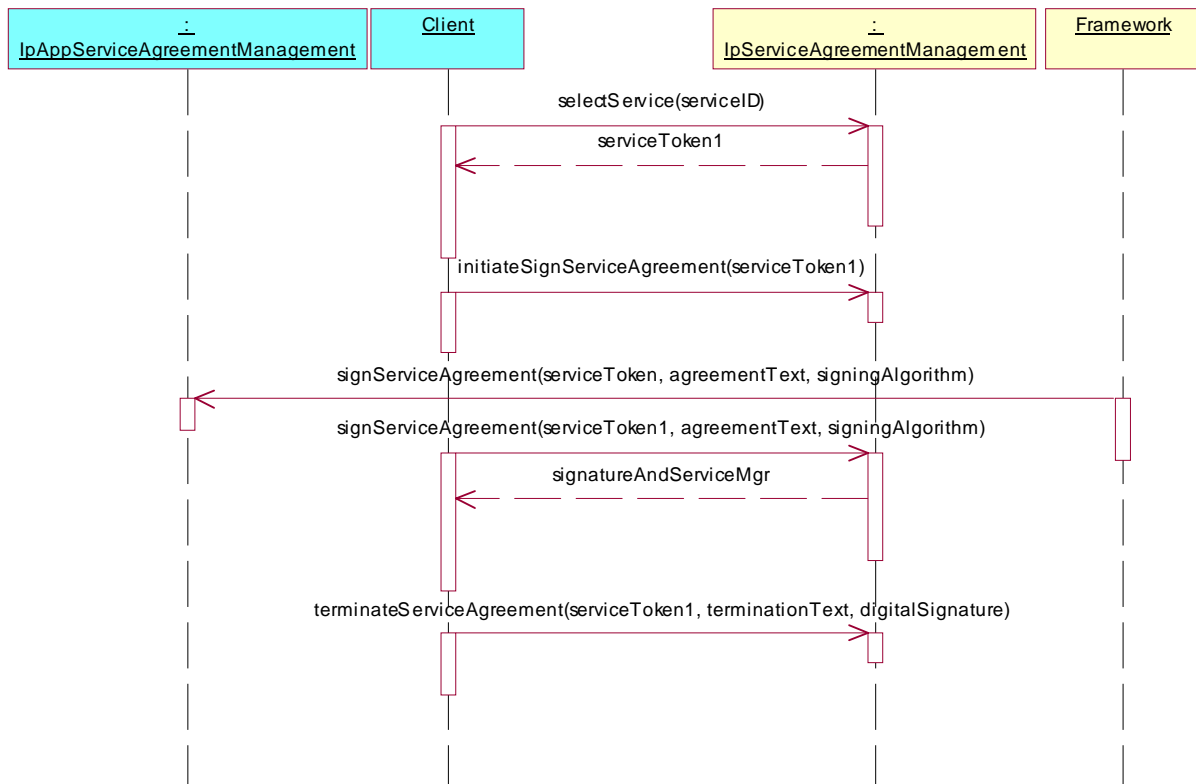 :
IpAppServiceAgreementManagement
Client
:
IpServiceAgreementManagement
Framework
selectService(serviceID)
serviceToken1
initiateSignServiceAgreement(serviceToken1)
signServiceAgreement(serviceToken, agreementText, signingAlgorithm)
signServiceAgreement(serviceToken1, agreementText, signingAlgorithm)
signatureAndServiceMgr
terminateServiceAgreement(serviceToken1, terminationText, digitalSignature)